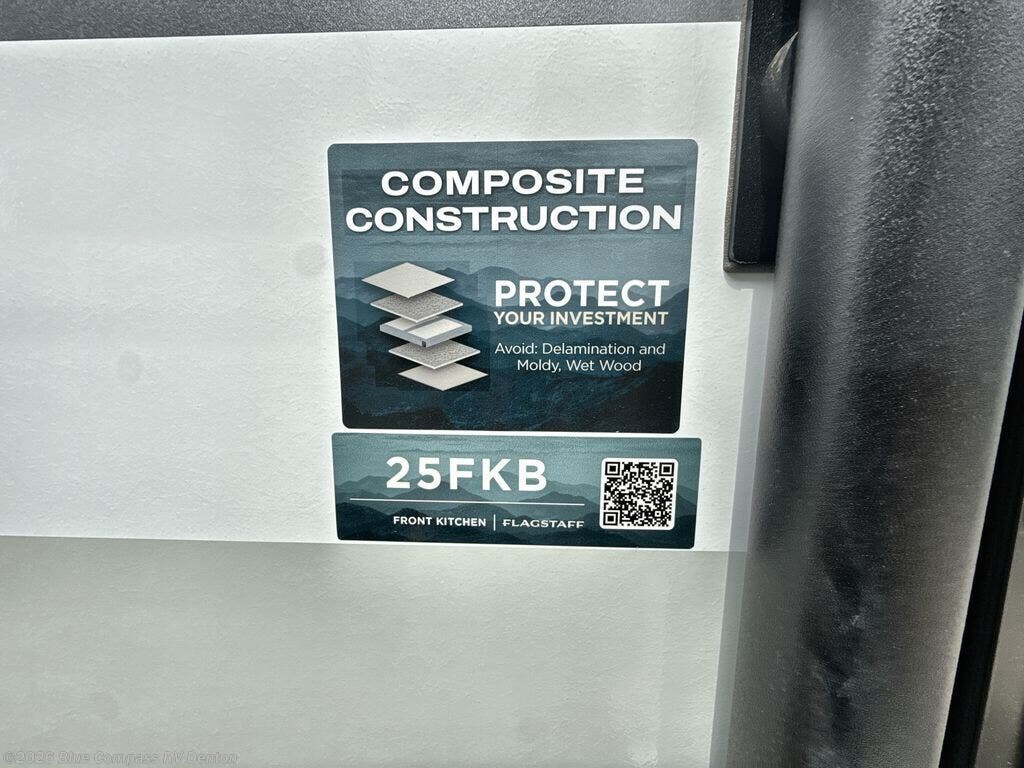 COMPOSITE
CONSTRUCTION
PROTECT
YOUR INVESTMENT
Avoid: Delamination and
Moldy, Wet Wood
25FKB
FRONT KITCHEN | FLAGSTAFF
©2026 Blue Compass RV Denton